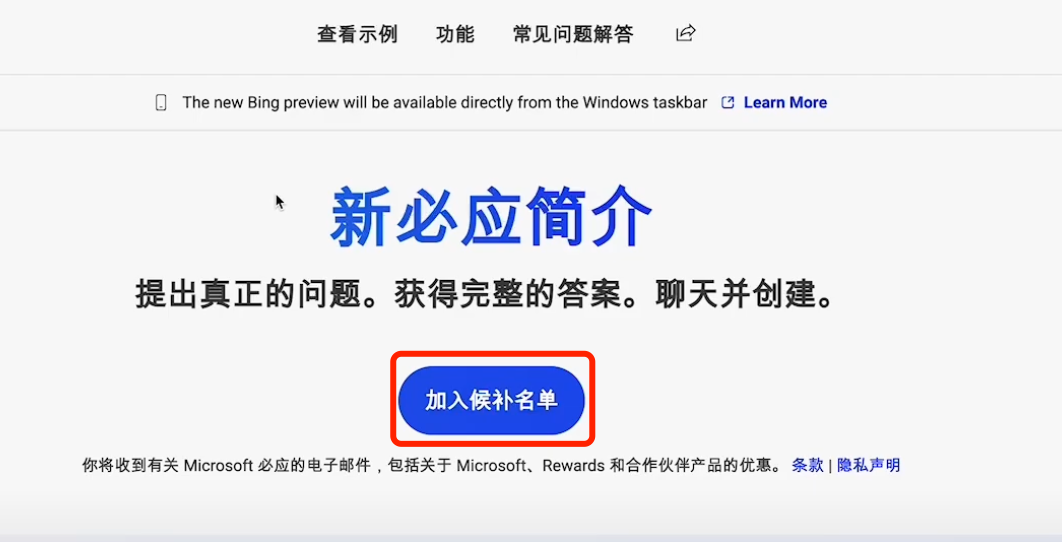 查看示例 功能 常见问题解答
The new Bing preview will be available directly from the Windows taskbar Learn More
新必应简介
提出真正的问题。获得完整的答案。聊天并创建。
加入候补名单
你将收到有关 Microsoft 必应的电子邮件，包括关于 Microsoft、Rewards 和合作伙伴产品的优惠。 条款 | 隐私声明